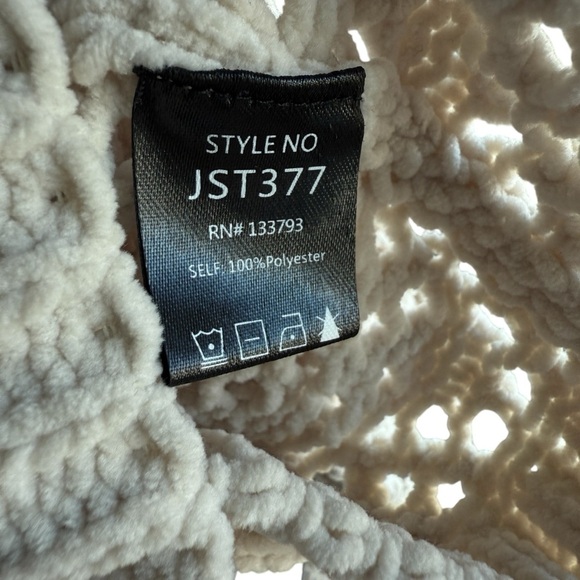 STYLE NO
JST377
RN# 133793
SELF: 100%Polyester